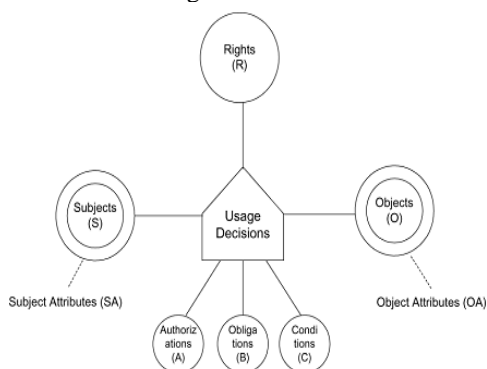 Rights
(R)
Subjects
(S)
Usage
Decisions
Objects
(O)
Subject Attributes (SA)
Object Attributes (OA)
Authoriz
ations
(A)
Obliga
tions
(B)
Condi
tions
(C)